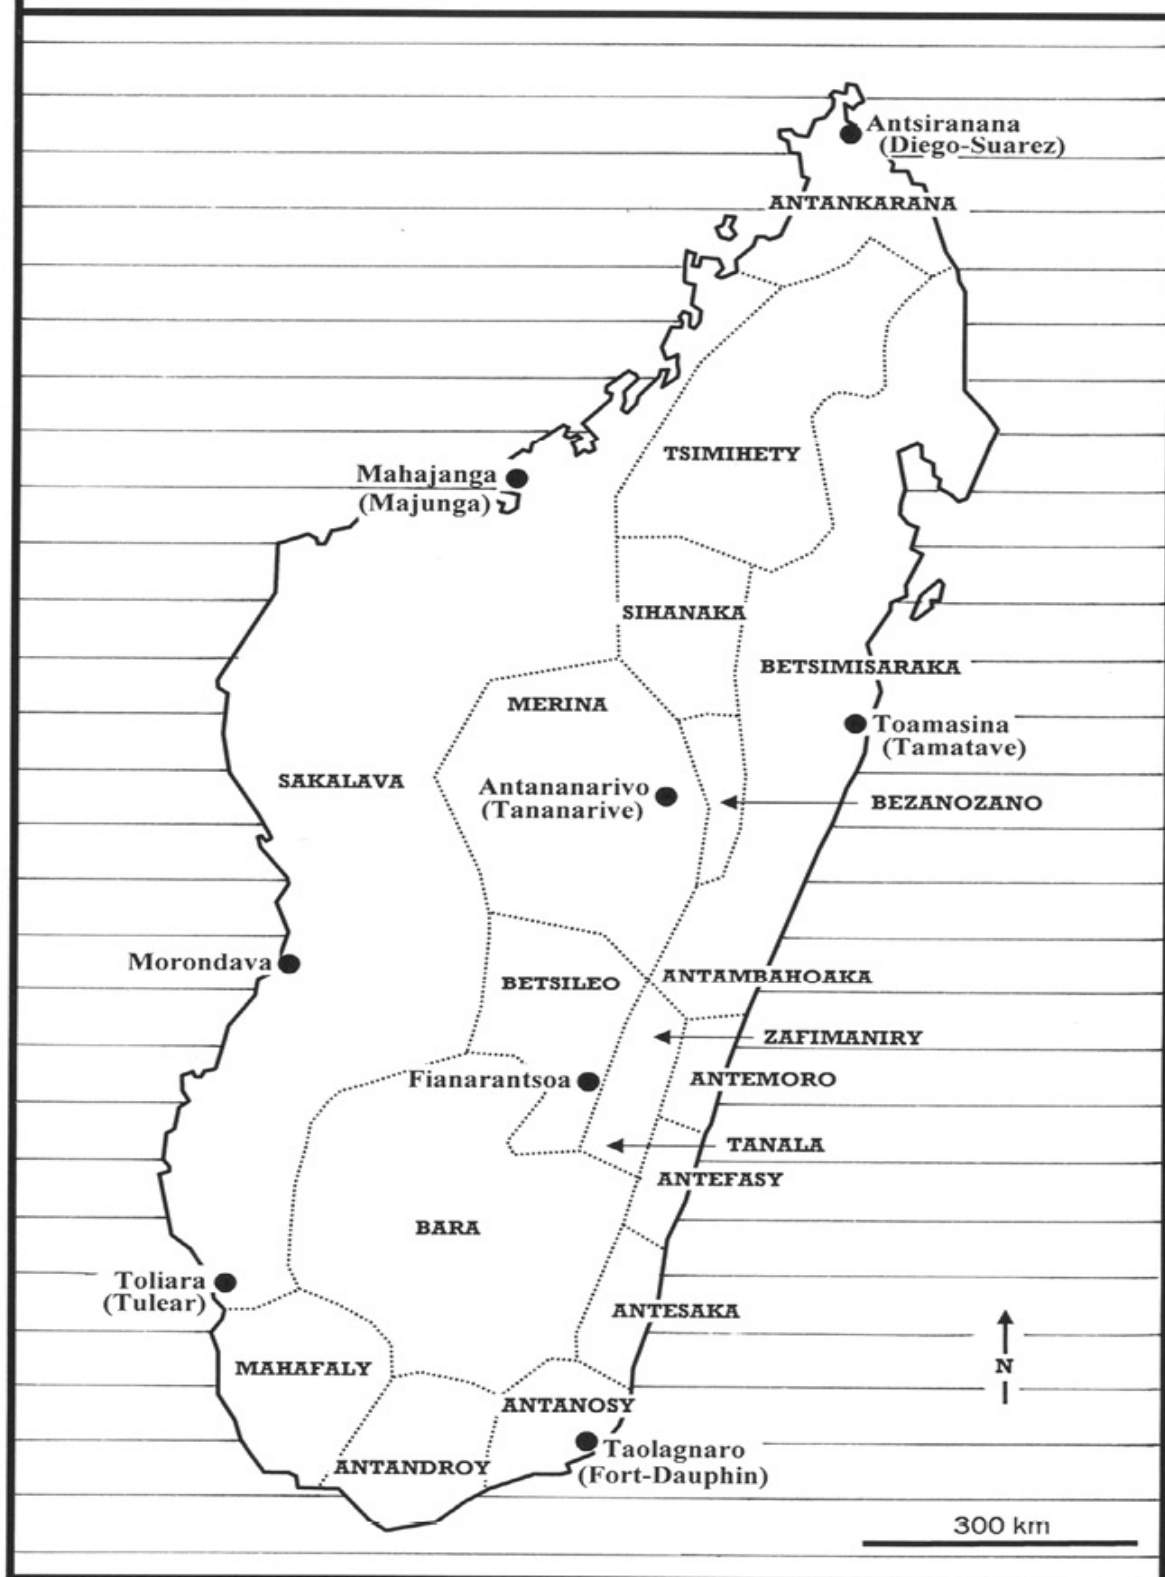 Antsiranana
(Diego-Suarez)
ANTANKARANA
TSIMIHETY
Mahajanga
(Majunga)
SIHANAKA
BETSIMISARAKA
MERINA
Toamasina
(Tamatave)
SAKALAVA
Antananarivo
(Tananarive)
BEZANOZANO
Morondava
ANTAMBAHOAKA
BETSILEO
ZAFIMANIRY
Fianarantsoa
ANTEMORO
TANALA
ANTEFASY
BARA
Toliara
(Tulear)
ANTESAKA
MAHAFALY
N
ANTANOSY
Taolagnaro
(Fort-Dauphin)
ANTANDROY
300 km